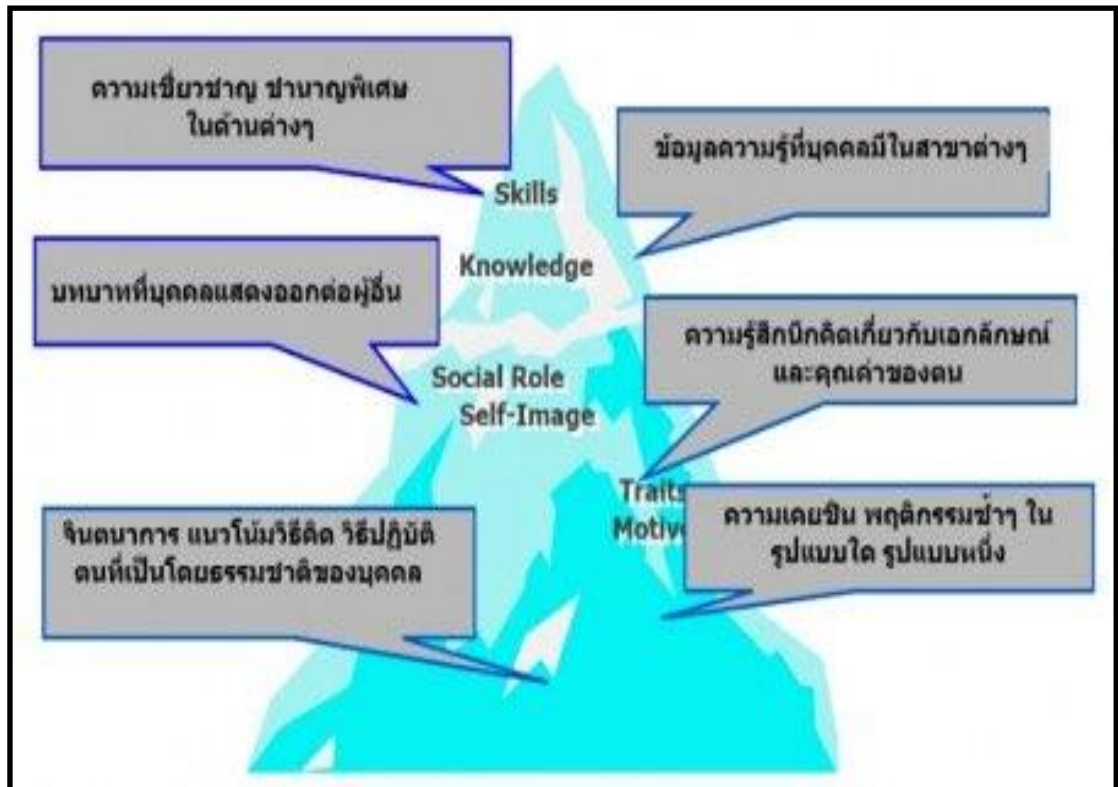 ความเชี่ยวชาญ ชำนาญพิเศษ
ในด้านต่างๆ
ข้อมูลความรู้ที่บุคคลมีในสาขาต่างๆ
Skills
Knowledge
บทบาทที่บุคคลแสดงออกต่อผู้อื่น
ความรู้สึกนึกคิดเกี่ยวกับเอกลักษณ์
และคุณค่าของตน
Social Role
Self-Image
Traits
Motive
จินตนาการ แนวโน้มวิธีคิด วิธีปฏิบัติ
ตนที่เป็นโดยธรรมชาติของบุคคล
ความเคยชิน พฤติกรรมซ้ำๆ ใน
รูปแบบใด รูปแบบหนึ่ง